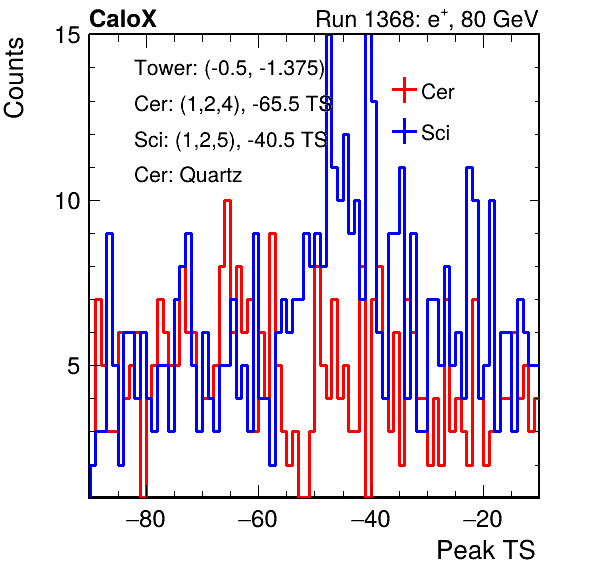 CaloX Run 1368: e⁺, 80 GeV
Counts
15
Tower: (-0.5, -1.375)
Cer: (1,2,4), -65.5 TS
Sci: (1,2,5), -40.5 TS
Cer: Quartz
Cer
Sci
10
5
−80 −60 −40 −20
Peak TS